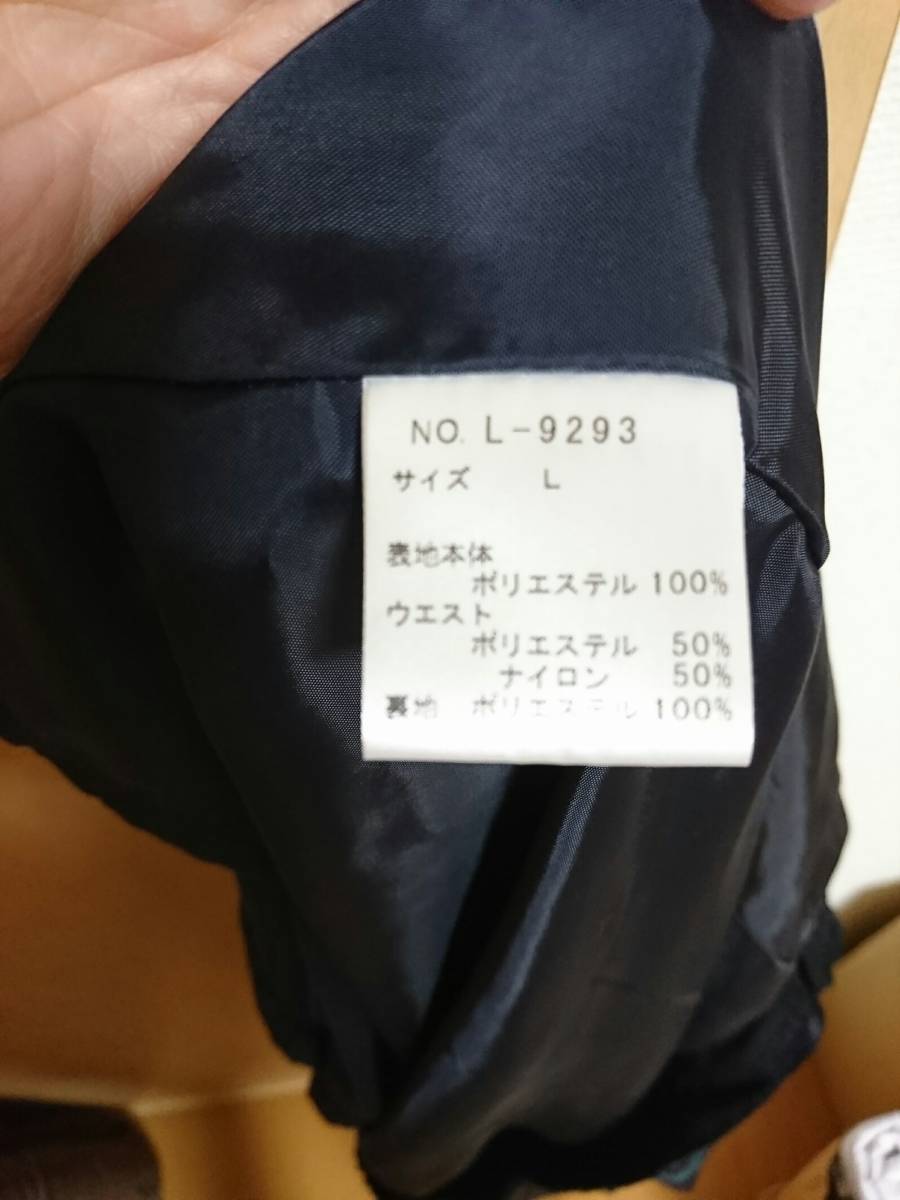 NO. L-9293
サイズ L
表地本体
ポリエステル 100%
ウエスト
ポリエステル 50%
ナイロン 50%
裏地 ポリエステル 100%